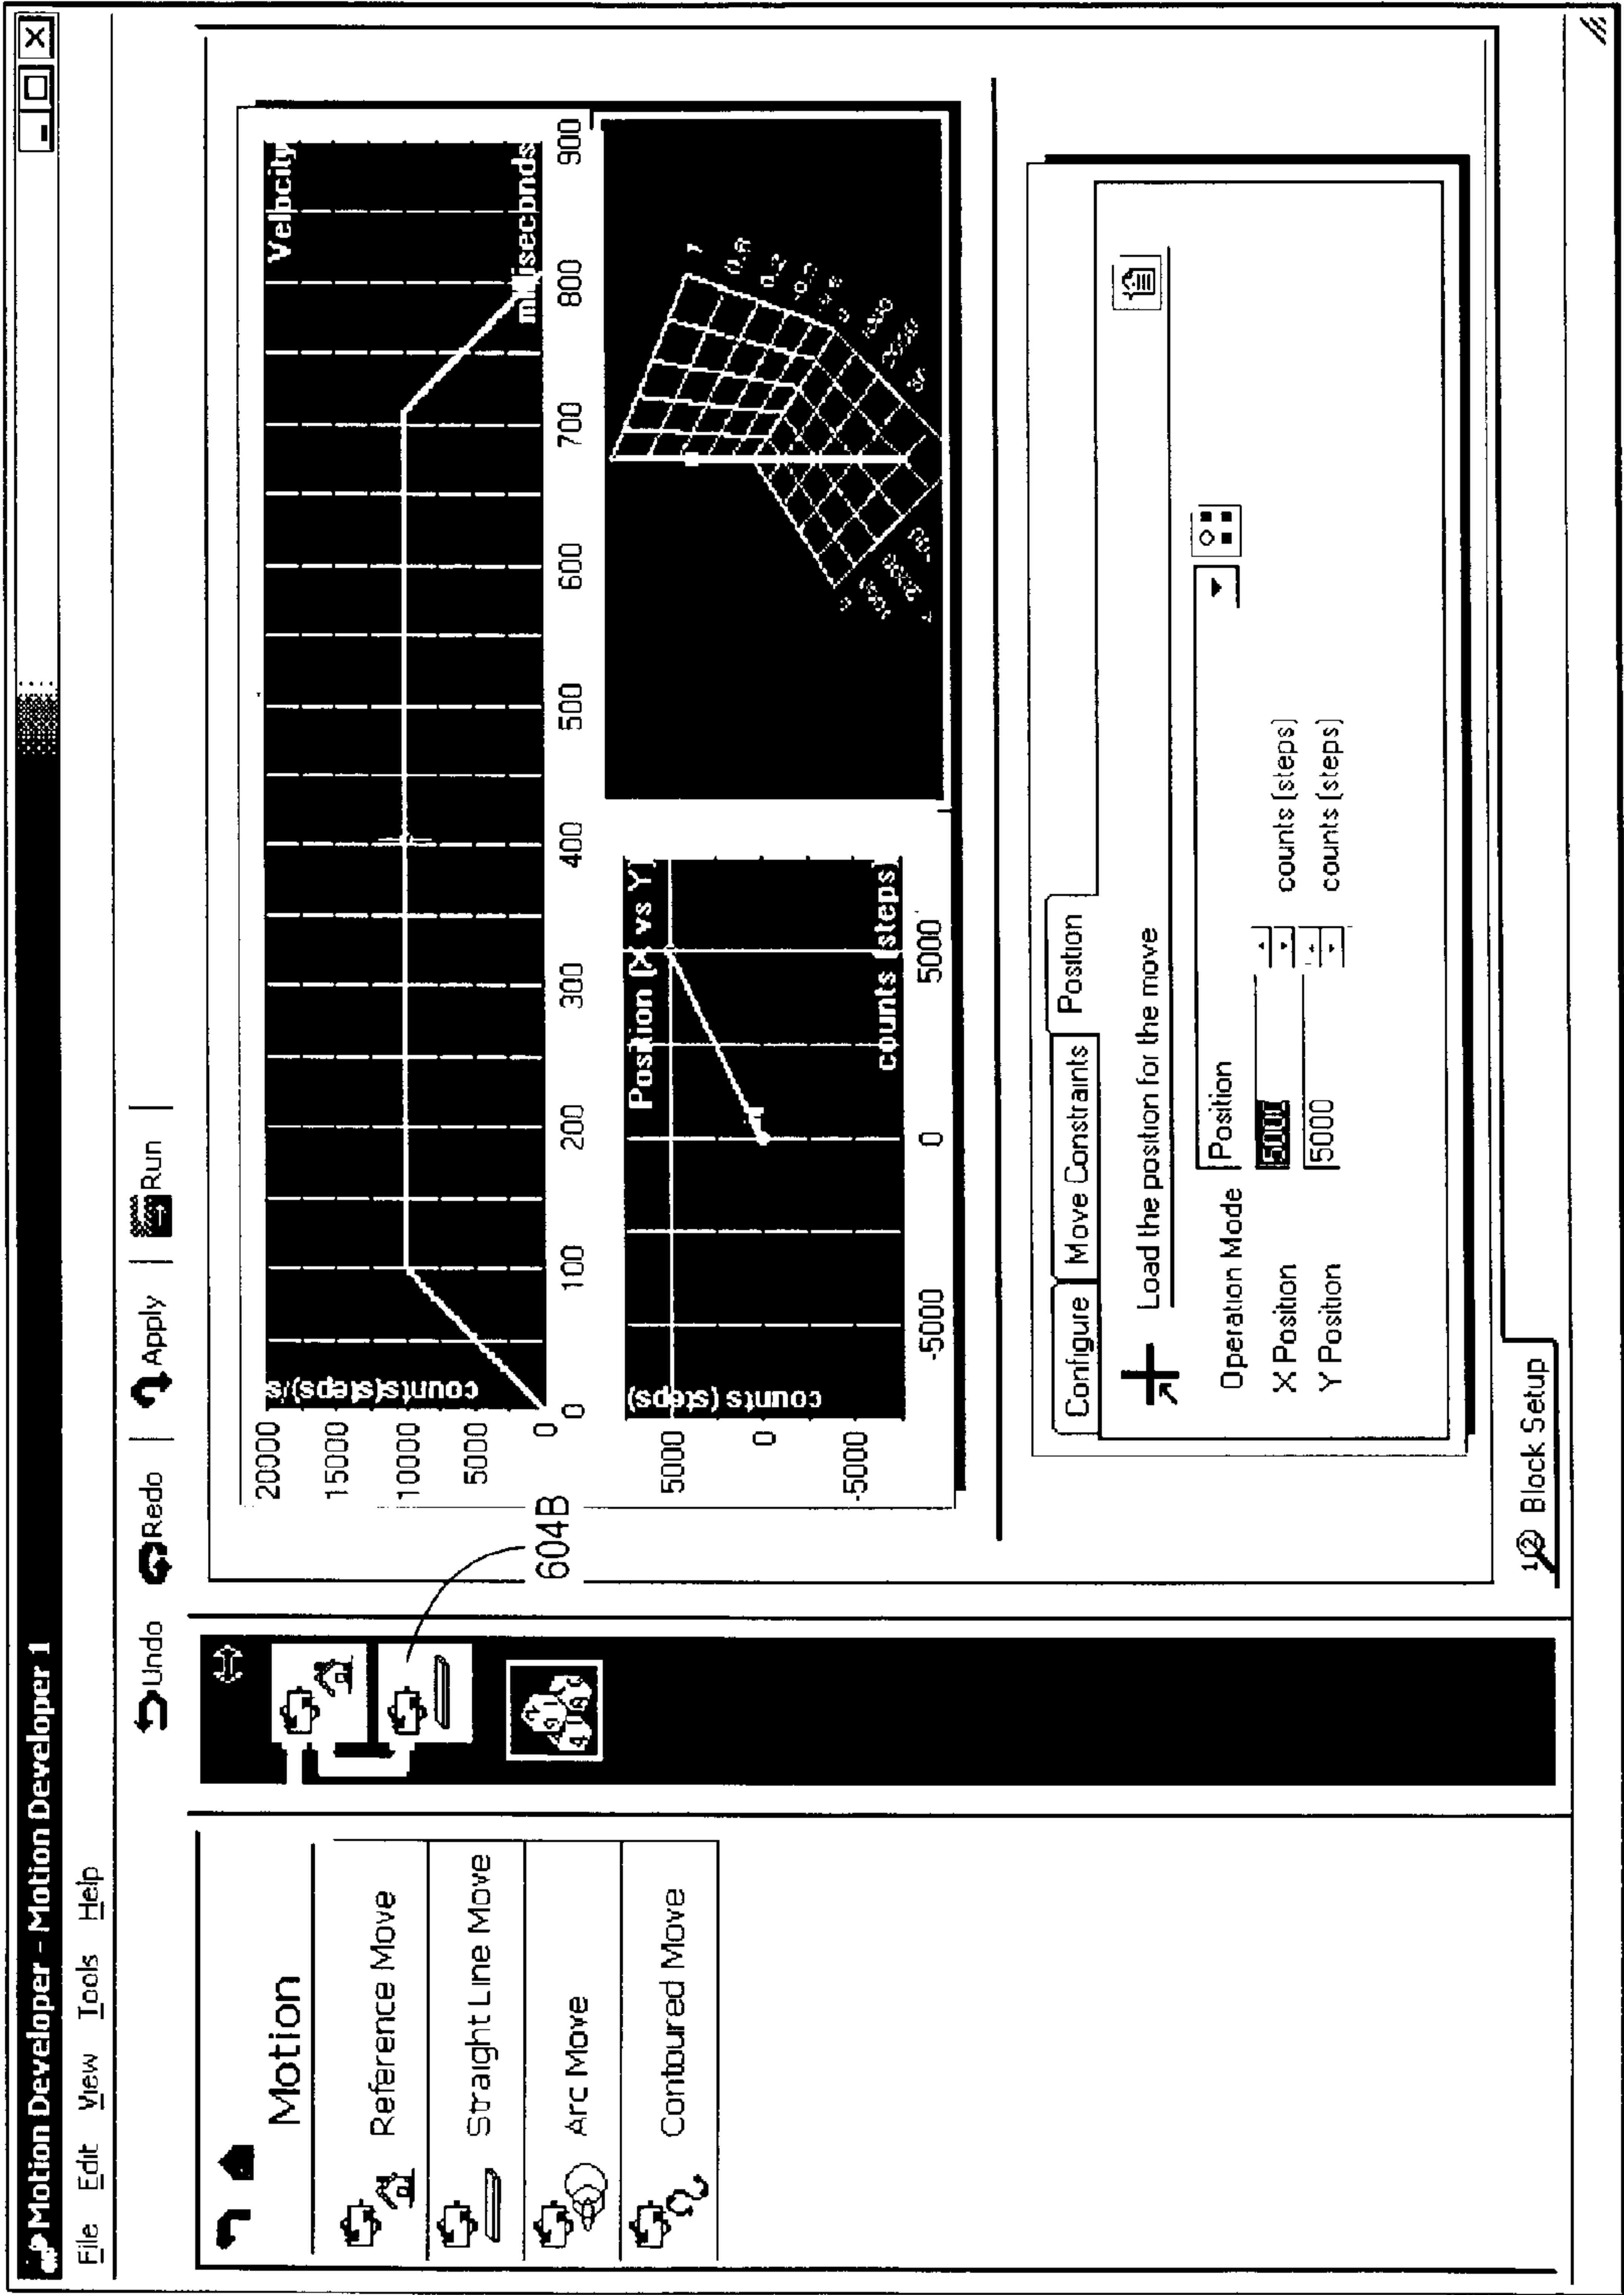 Motion Developer - Motion Developer 1
File Edit View Tools Help
Undo Redo Apply Run
Motion
Reference Move
Straight Line Move
Arc Move
Contoured Move
604B
Velocity
counts(steps)/s
20000
15000
10000
5000
0
0 100 200 300 400 500 600 700 800 900
milliseconds
Position (X vs Y)
counts (steps)
5000
0
-5000
-5000 0 5000
counts (steps)
Configure Move Constraints Position
Load the position for the move
Operation Mode Position
X Position 5000 counts (steps)
Y Position 5000 counts (steps)
Block Setup